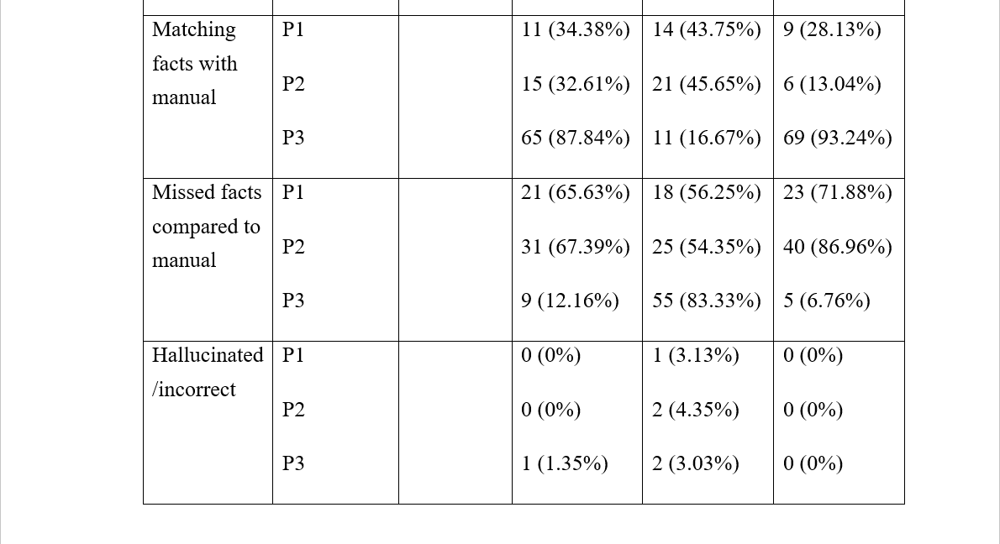 Matching P1 11 (34.38%) 14 (43.75%) 9 (28.13%)
facts with
P2 15 (32.61%) 21 (45.65%) 6 (13.04%)
manual
P3 65 (87.84%) 11 (16.67%) 69 (93.24%)
Missed facts P1 21 (65.63%) 18 (56.25%) 23 (71.88%)
compared to
P2 31 (67.39%) 25 (54.35%) 40 (86.96%)
manual
P3 9 (12.16%) 55 (83.33%) 5 (6.76%)
Hallucinated P1 0 (0%) 1 (3.13%) 0 (0%)
/incorrect
P2 0 (0%) 2 (4.35%) 0 (0%)
P3 1 (1.35%) 2 (3.03%) 0 (0%)